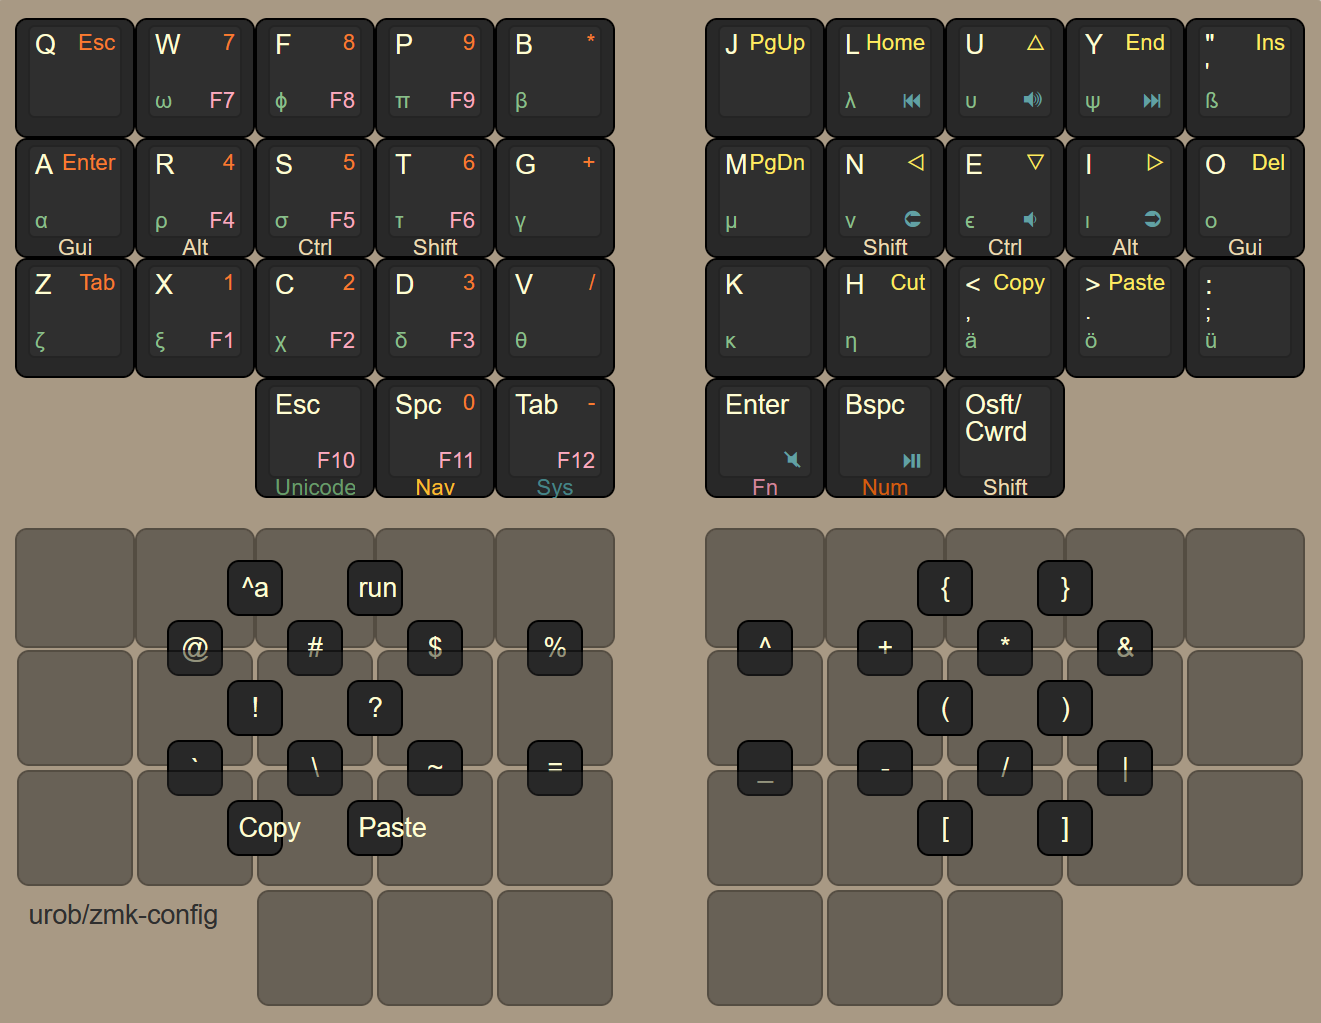 Q Esc W 7 F 8 P 9 B * J PgUp L Home U △ Y End " Ins
'
ω F7 ϕ F8 π F9 β λ ⏮ υ 🔊 ψ ⏭ ß
A Enter R 4 S 5 T 6 G + M PgDn N ◁ E ▽ I ▷ O Del
α ρ F4 σ F5 τ F6 γ μ ν ϵ 🔉 ι ο
Gui Alt Ctrl Shift Shift Ctrl Alt Gui
Z Tab X 1 C 2 D 3 V / K H Cut < Copy > Paste :
, . ;
ζ ξ F1 χ F2 δ F3 θ κ η ä ö ü
Esc Spc 0 Tab - Enter Bspc Osft/
Cwrd
F10 F11 F12 ⏯
Unicode Nav Sys Fn Num Shift
^a run { }
@ # $ % ^ + * &
! ? ( )
` \ ~ = _ - / |
Copy Paste [ ]
urob/zmk-config